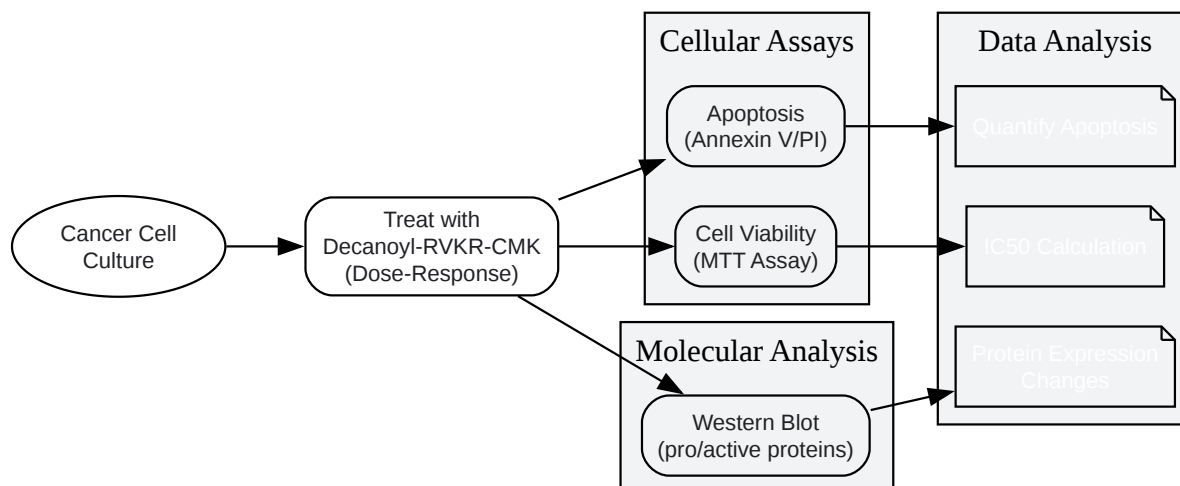 Cancer Cell
Culture
Treat with
Decanoyl-RVKR-CMK
(Dose-Response)
Cellular Assays
Apoptosis
(Annexin V/PI)
Cell Viability
(MTT Assay)
Molecular Analysis
Western Blot
(pro/active proteins)
Data Analysis
Quantify Apoptosis
IC50 Calculation
Protein Expression
Changes